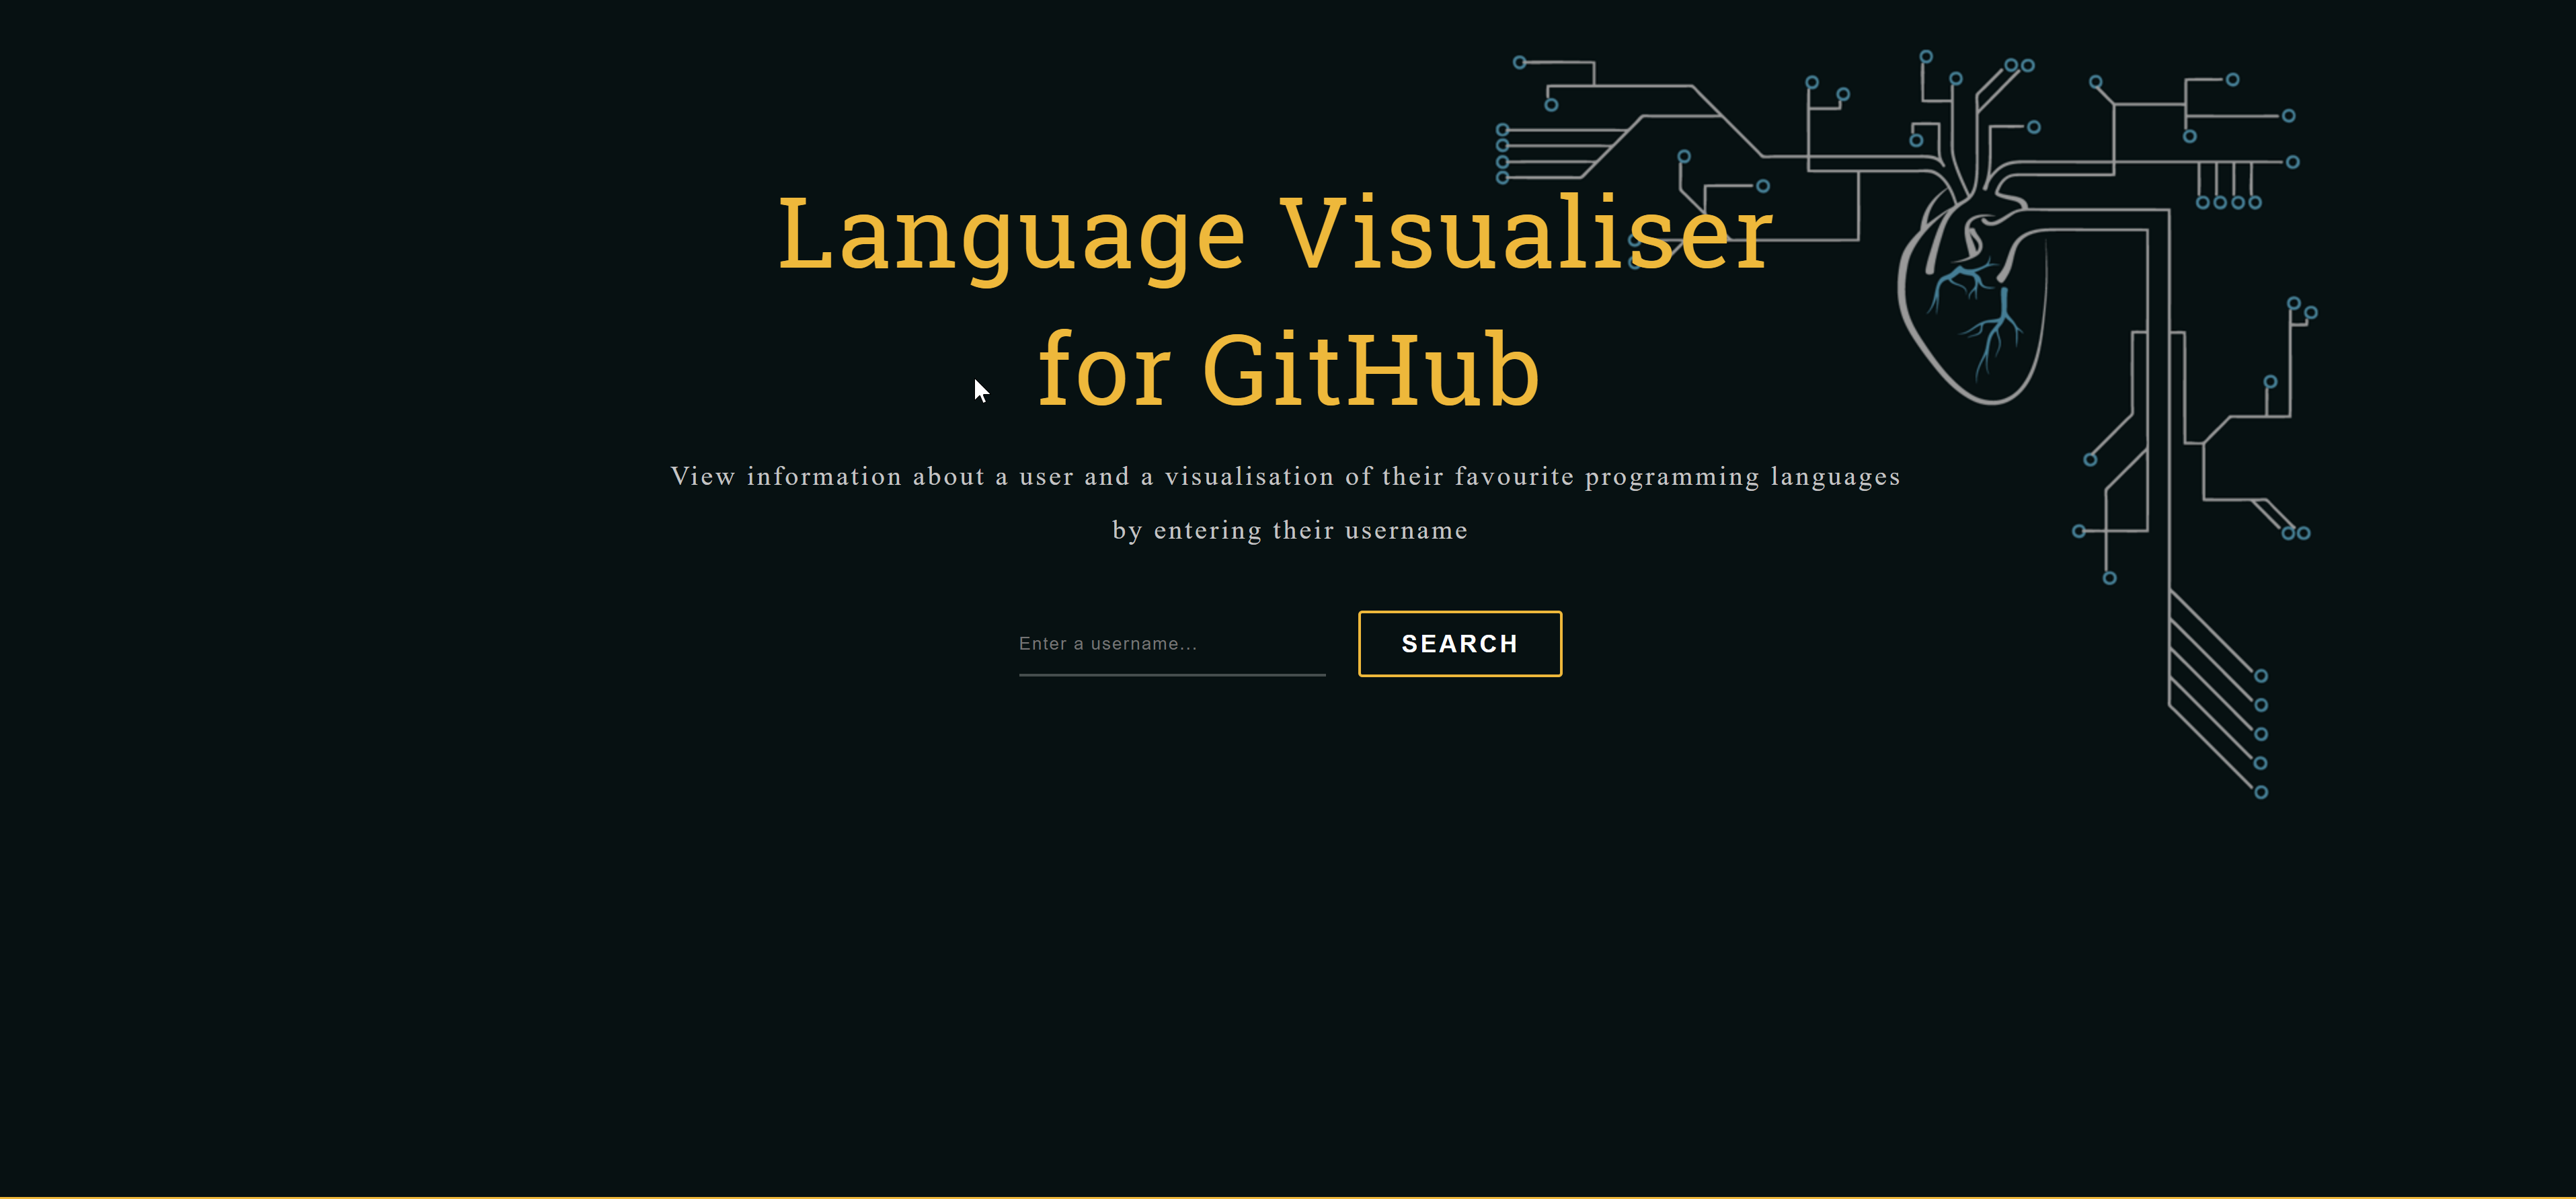 Language Visualiser
for GitHub
View information about a user and a visualisation of their favourite programming languages
by entering their username
Enter a username...
SEARCH